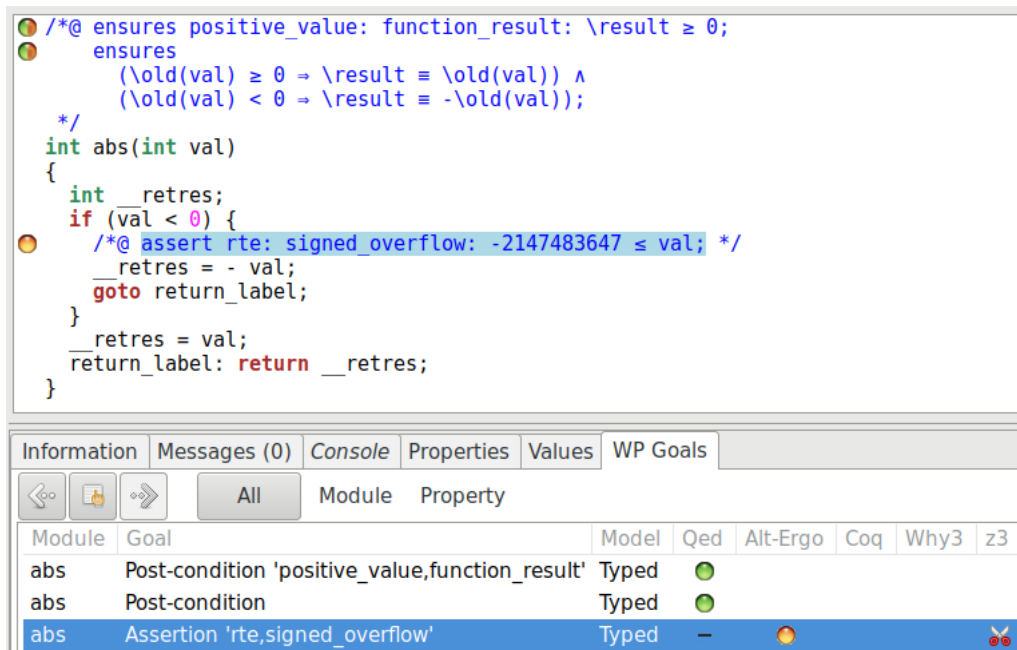 /*@ ensures positive_value: function_result: \result ≥ 0;
ensures
(\old(val) ≥ 0 ⇒ \result ≡ \old(val)) ∧
(\old(val) < 0 ⇒ \result ≡ -\old(val));
*/
int abs(int val)
{
int __retres;
if (val < 0) {
/*@ assert rte: signed_overflow: -2147483647 ≤ val; */
__retres = - val;
goto return_label;
}
__retres = val;
return_label: return __retres;
}
Information Messages (0) Console Properties Values WP Goals
All Module Property
Module Goal Model Qed Alt-Ergo Coq Why3 z3
abs Post-condition 'positive_value,function_result' Typed
abs Post-condition Typed
abs Assertion 'rte,signed_overflow' Typed –